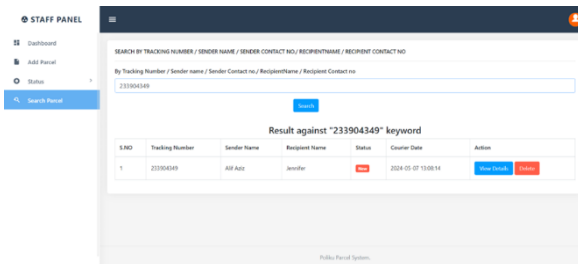 STAFF PANEL
Dashboard
Add Parcel
Status
Search Parcel
SEARCH BY TRACKING NUMBER / SENDER NAME / SENDER CONTACT NO./ RECIPIENTNAME / RECIPIENT CONTACT NO
By Tracking Number / Sender name / Sender Contact no./ RecipientName / Recipient Contact no
233904349
Search
Result against "233904349" keyword
S.NO Tracking Number Sender Name Recipient Name Status Courier Date Action
1 233904349 Alif Aziz Jennifer New 2024-05-07 13:08:14 View Details Delete
Poliku Parcel System.